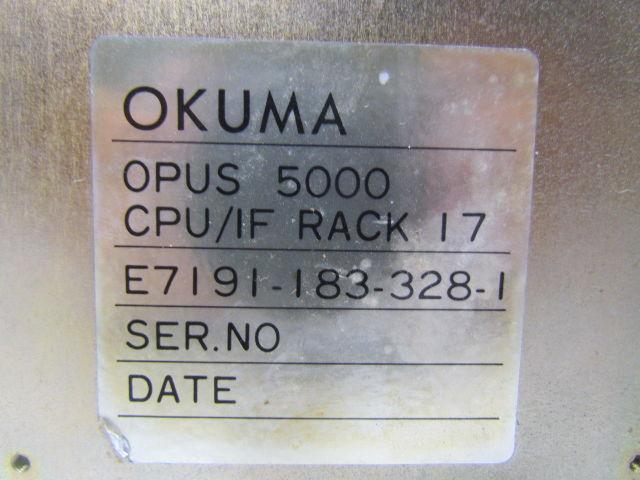 OKUMA
OPUS 5000
CPU/IF RACK 17
E7191-183-328-1
SER.NO
DATE